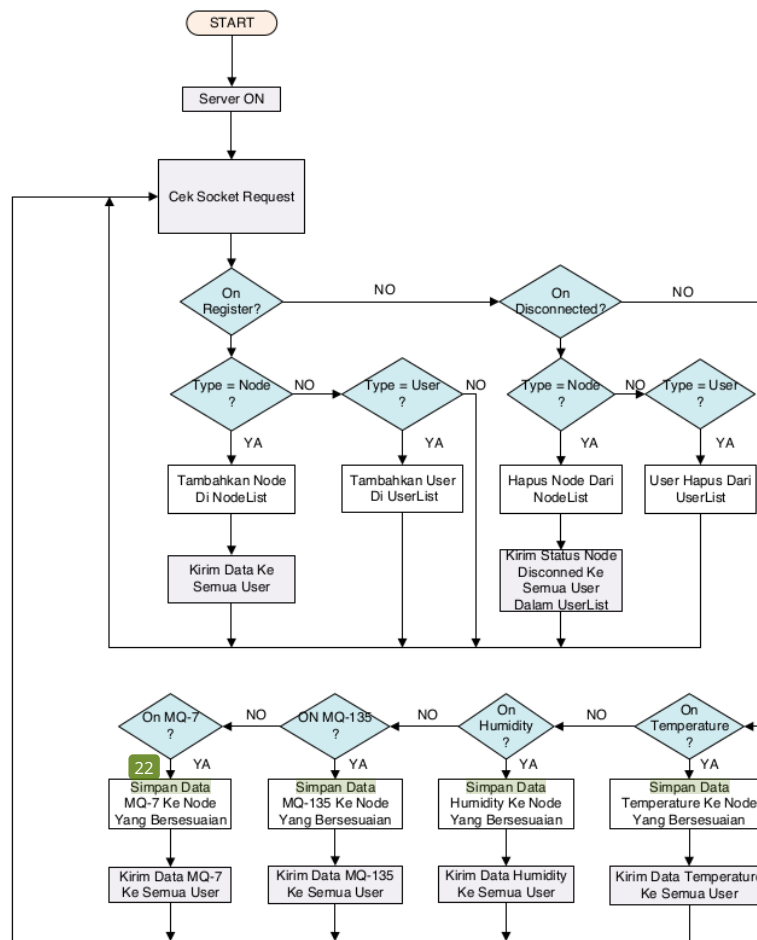 START
Server ON
Cek Socket Request
On
Register?
NO
On
Disconnected?
NO
Type = Node
?
NO
Type = User
?
NO
Type = Node
?
NO
Type = User
?
YA
YA
YA
YA
Tambahkan Node
Di NodeList
Tambahkan User
Di UserList
Hapus Node Dari
NodeList
User Hapus Dari
UserList
Kirim Data Ke
Semua User
Kirim Status Node
Disconned Ke
Semua User
Dalam UserList
On MQ-7
?
NO
ON MQ-135
?
NO
On
Humidity
?
NO
On
Temperature
?
22
YA
YA
YA
YA
Simpan Data
MQ-7 Ke Node
Yang Bersesuaian
Simpan Data
MQ-135 Ke Node
Yang Bersesuaian
Simpan Data
Humidity Ke Node
Yang Bersesuaian
Simpan Data
Temperature Ke Node
Yang Bersesuaian
Kirim Data MQ-7
Ke Semua User
Kirim Data MQ-135
Ke Semua User
Kirim Data Humidity
Ke Semua User
Kirim Data Temperature
Ke Semua User